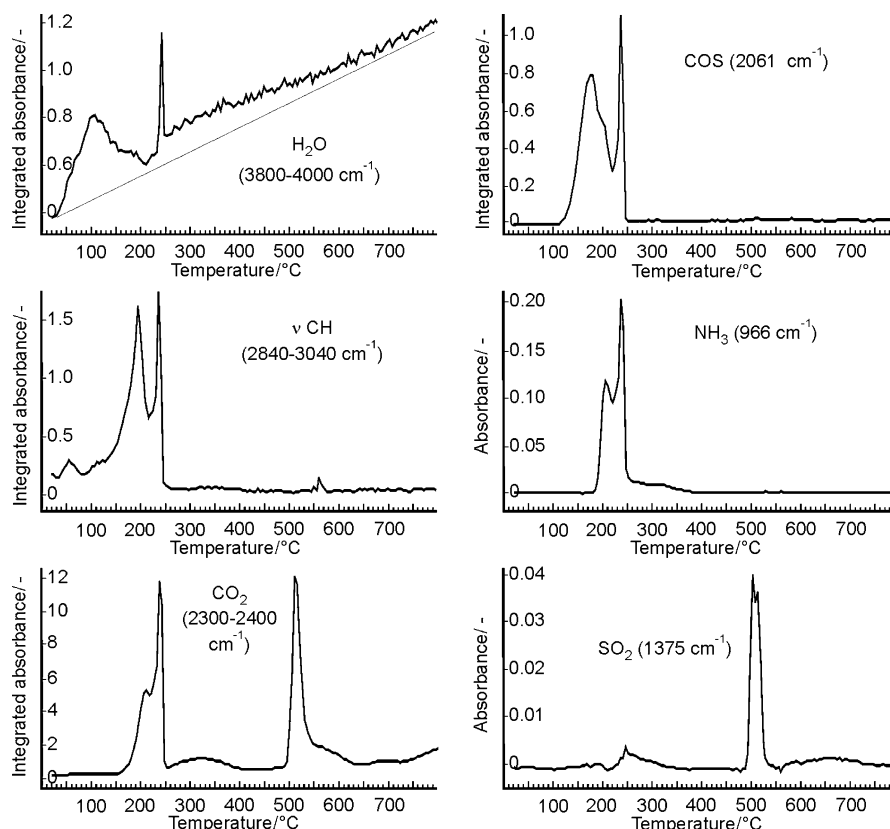 Integrated absorbance/ -
1.2
1.0
0.8
0.6
0
H₂O
(3800-4000 cm⁻¹)
100 200 300 400 500 600 700
Temperature/°C
Integrated absorbance/ -
1.0
0.8
0.6
0.4
0.2
0
COS (2061 cm⁻¹)
100 200 300 400 500 600 700
Temperature/°C
Integrated absorbance/ -
1.5
1.0
0.5
0
ν CH
(2840-3040 cm⁻¹)
100 200 300 400 500 600 700
Temperature/°C
Absorbance/ -
0.20
0.15
0.10
0.05
0
NH₃ (966 cm⁻¹)
100 200 300 400 500 600 700
Temperature/°C
Integrated absorbance/ -
12
10
8
6
4
2
0
CO₂
(2300-2400
cm⁻¹)
100 200 300 400 500 600 700
Temperature/°C
Absorbance/ -
0.04
0.03
0.02
0.01
0
SO₂ (1375 cm⁻¹)
100 200 300 400 500 600 700
Temperature/°C